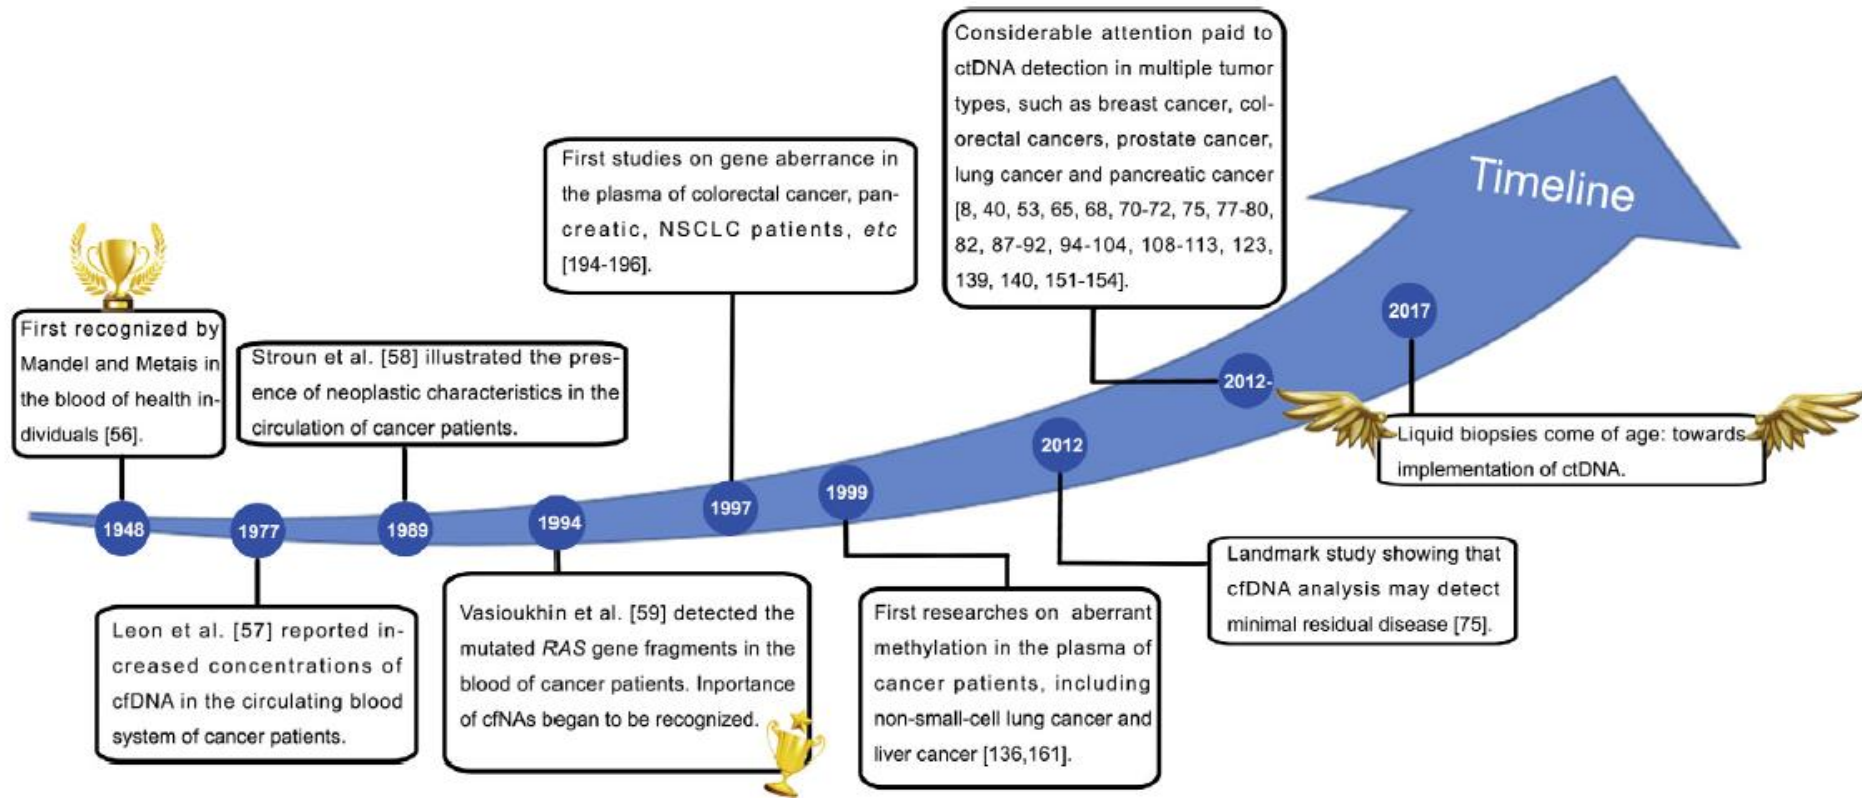 Considerable attention paid to
ctDNA detection in multiple tumor
types, such as breast cancer, col-
orectal cancers, prostate cancer,
lung cancer and pancreatic cancer
[8, 40, 53, 65, 68, 70-72, 75, 77-80,
82, 87-92, 94-104, 108-113, 123,
139, 140, 151-154].
Timeline
First studies on gene aberrance in
the plasma of colorectal cancer, pan-
creatic, NSCLC patients, etc
[194-196].
First recognized by
Mandel and Metais in
the blood of health in-
dividuals [56].
Stroun et al. [58] illustrated the pres-
ence of neoplastic characteristics in the
circulation of cancer patients.
1948
1977
1989
1994
1997
1999
2012
2012-
2017
Liquid biopsies come of age: towards
implementation of ctDNA.
Leon et al. [57] reported in-
creased concentrations of
cfDNA in the circulating blood
system of cancer patients.
Vasioukhin et al. [59] detected the
mutated RAS gene fragments in the
blood of cancer patients. Inportance
of cfNAs began to be recognized.
First researches on aberrant
methylation in the plasma of
cancer patients, including
non-small-cell lung cancer and
liver cancer [136,161].
Landmark study showing that
cfDNA analysis may detect
minimal residual disease [75].